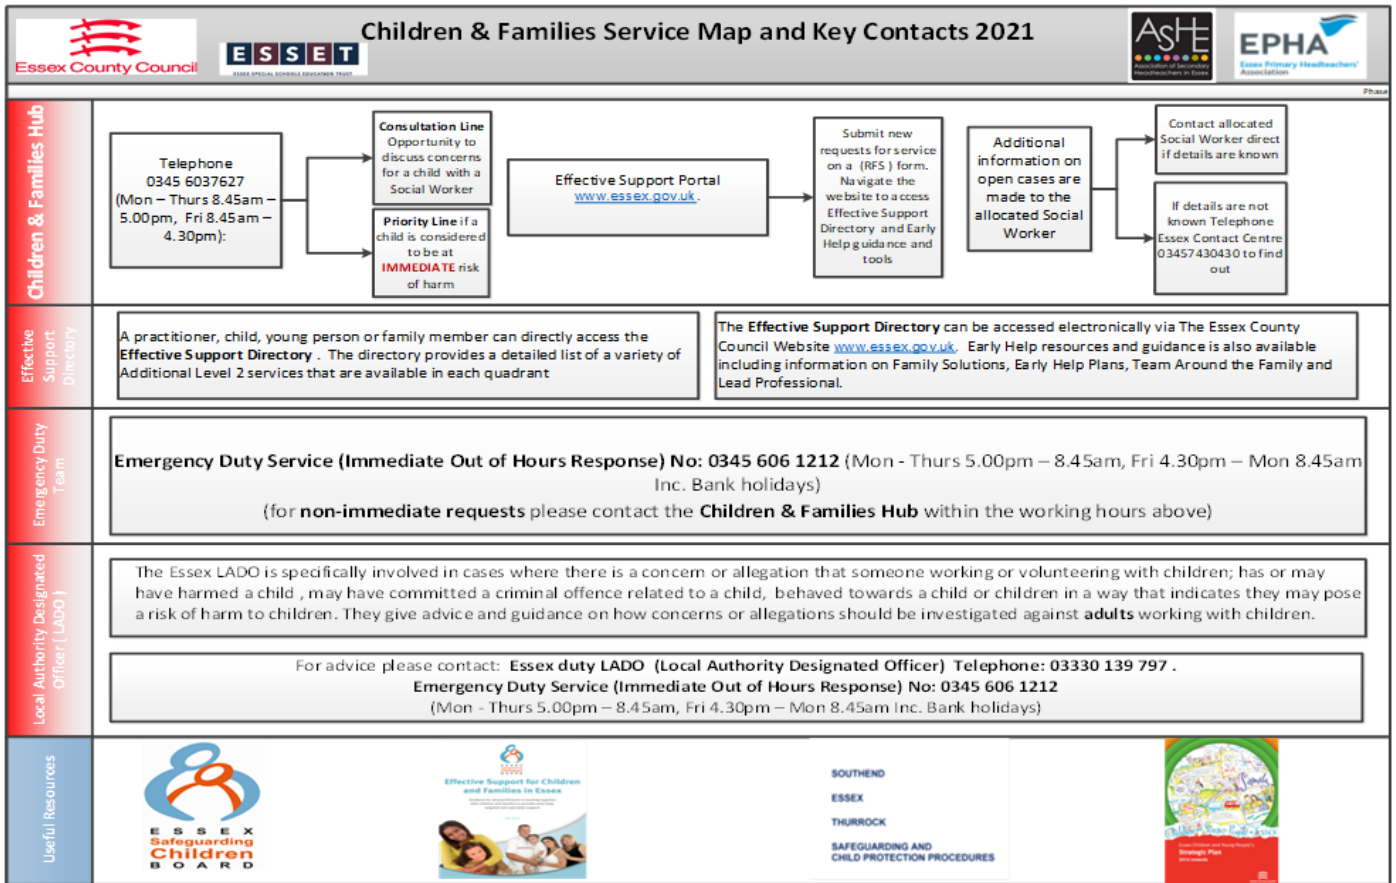 Children & Families Service Map and Key Contacts 2021
Essex County Council
ESSET
ESSEX SPECIAL SCHOOLS EDUCATION TRUST
ASHE
Association of Secondary
Headteachers in Essex
EPHA
Essex Primary Headteachers'
Association
Phase
Children & Families Hub
Telephone
0345 6037627
(Mon – Thurs 8.45am –
5.00pm, Fri 8.45am –
4.30pm):
Consultation Line
Opportunity to
discuss concerns
for a child with a
Social Worker
Priority Line if a
child is considered
to be at
IMMEDIATE risk
of harm
Effective Support Portal
www.essex.gov.uk .
Submit new
requests for service
on a (RFS ) form.
Navigate the
website to access
Effective Support
Directory and Early
Help guidance and
tools
Additional
information on
open cases are
made to the
allocated Social
Worker
Contact allocated
Social Worker direct
if details are known
If details are not
known Telephone
Essex Contact Centre
03457430430 to find
out
Effective
Support
Directory
A practitioner, child, young person or family member can directly access the
Effective Support Directory . The directory provides a detailed list of a variety of
Additional Level 2 services that are available in each quadrant
The Effective Support Directory can be accessed electronically via The Essex County
Council Website www.essex.gov.uk. Early Help resources and guidance is also available
including information on Family Solutions, Early Help Plans, Team Around the Family and
Lead Professional.
Emergency Duty
Team
Emergency Duty Service (Immediate Out of Hours Response) No: 0345 606 1212 (Mon - Thurs 5.00pm – 8.45am, Fri 4.30pm – Mon 8.45am
Inc. Bank holidays)
(for non-immediate requests please contact the Children & Families Hub within the working hours above)
Local Authority Designated
Officer ( LADO )
The Essex LADO is specifically involved in cases where there is a concern or allegation that someone working or volunteering with children; has or may
have harmed a child , may have committed a criminal offence related to a child, behaved towards a child or children in a way that indicates they may pose
a risk of harm to children. They give advice and guidance on how concerns or allegations should be investigated against adults working with children.
For advice please contact: Essex duty LADO (Local Authority Designated Officer) Telephone: 03330 139 797 .
Emergency Duty Service (Immediate Out of Hours Response) No: 0345 606 1212
(Mon - Thurs 5.00pm – 8.45am, Fri 4.30pm – Mon 8.45am Inc. Bank holidays)
Useful Resources
ESSEX
Safeguarding
Children
BOARD
Effective Support for Children
and Families in Essex
SOUTHEND
ESSEX
THURROCK
SAFEGUARDING AND
CHILD PROTECTION PROCEDURES
Essex Children and Young People's
Strategic Plan